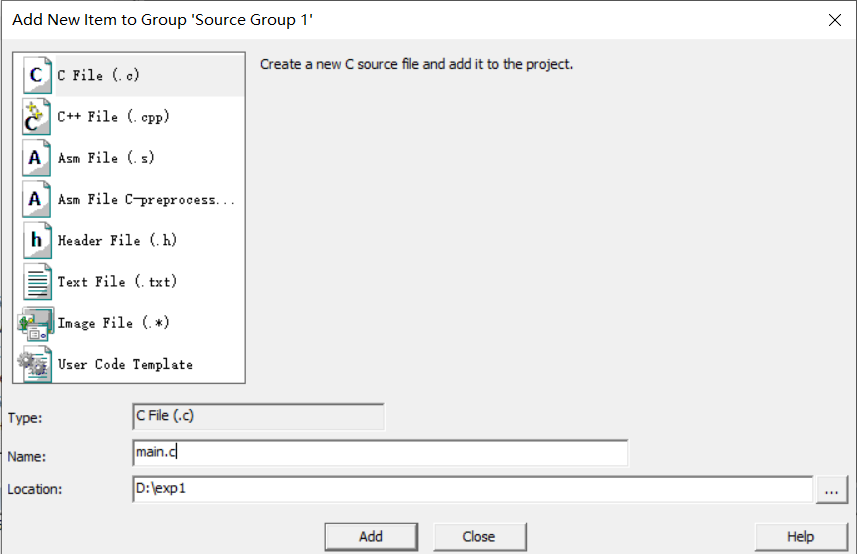 Add New Item to Group 'Source Group 1'
C File (.c)
Create a new C source file and add it to the project.
C++ File (.cpp)
Asm File (.s)
Asm File C-preprocess...
Header File (.h)
Text File (.txt)
Image File (.*)
User Code Template
Type:
C File (.c)
Name:
main.c
Location:
D:\exp1
...
Add
Close
Help